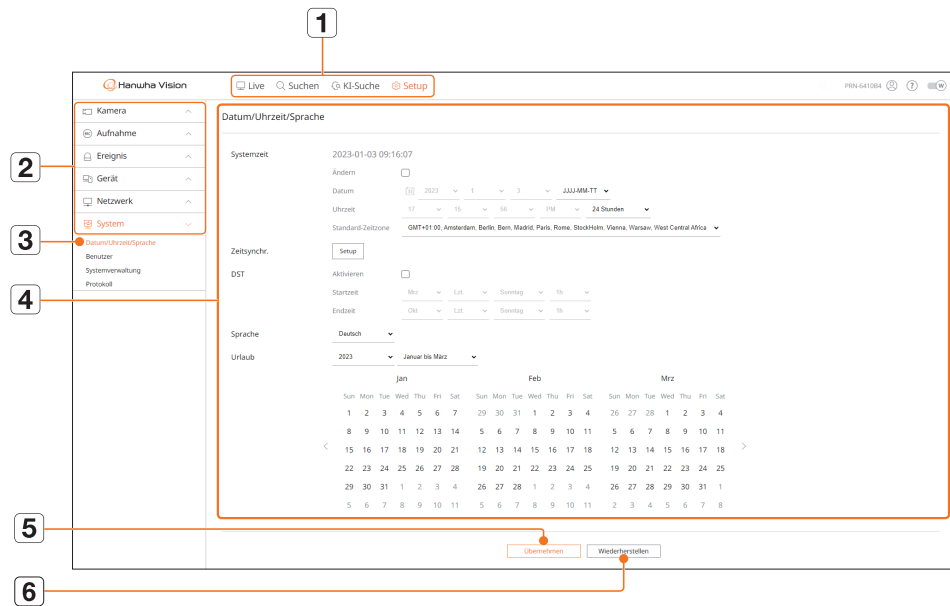 1
Hanwha Vision
Live Suchen KI-Suche Setup
PRN-6410B4 ? W
Kamera
Aufnahme
Ereignis
Gerät
Netzwerk
System
Datum/Uhrzeit/Sprache
Benutzer
Systemverwaltung
Protokoll
2
3
4
5
6
Datum/Uhrzeit/Sprache
Systemzeit 2023-01-03 09:16:07
Ändern
Datum 2023 1 3 JJJJ-MM-TT
Uhrzeit 17 15 58 PM 24 Stunden
Standard-Zeitzone GMT+01:00, Amsterdam, Berlin, Bern, Madrid, Paris, Rome, StockHolm, Vienna, Warsaw, West Central Africa
Zeitsynchr. Setup
DST Aktivieren
Startzeit Mrz Lzt. Sonntag 1h
Endzeit Okt Lzt. Sonntag 1h
Sprache Deutsch
Urlaub 2023 Januar bis März
Jan Feb Mrz
Sun Mon Tue Wed Thu Fri Sat Sun Mon Tue Wed Thu Fri Sat Sun Mon Tue Wed Thu Fri Sat
1 2 3 4 5 6 7 29 30 31 1 2 3 4 26 27 28 1 2 3 4
8 9 10 11 12 13 14 5 6 7 8 9 10 11 5 6 7 8 9 10 11
15 16 17 18 19 20 21 12 13 14 15 16 17 18 12 13 14 15 16 17 18
22 23 24 25 26 27 28 19 20 21 22 23 24 25 19 20 21 22 23 24 25
29 30 31 1 2 3 4 26 27 28 1 2 3 4 26 27 28 29 30 31 1
5 6 7 8 9 10 11 5 6 7 8 9 10 11 2 3 4 5 6 7 8
Übernehmen Wiederherstellen